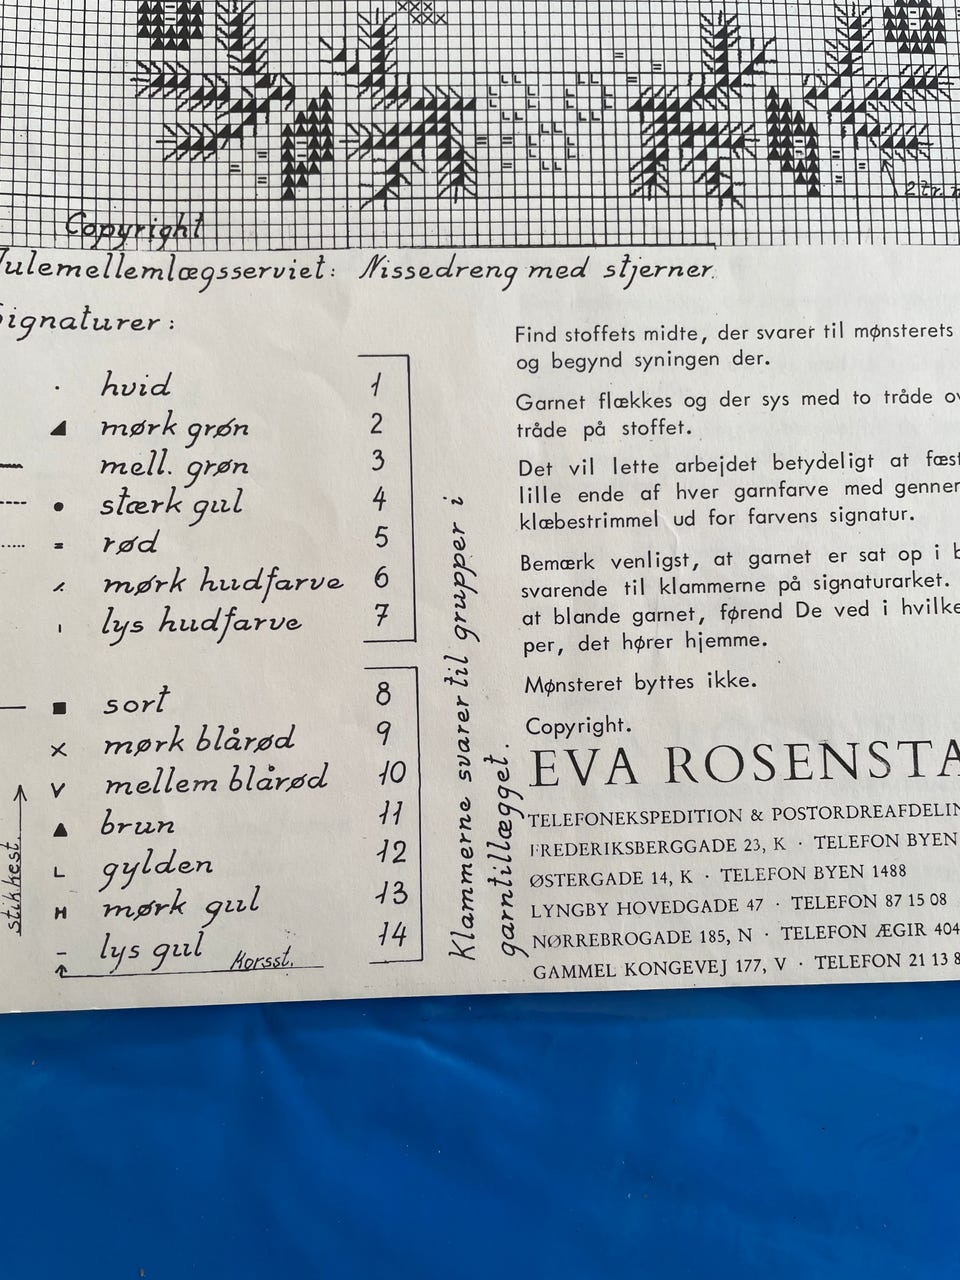 2 tr.
Copyright
Julemellemlægsserviet: Nissedreng med stjerner.
Signaturer:
hvid 1
mørk grøn 2
mell. grøn 3
stærk gul 4
rød 5
mørk hudfarve 6
lys hudfarve 7
sort 8
mørk blårød 9
mellem blårød 10
brun 11
gylden 12
mørk gul 13
lys gul 14
Korsst.
stikkest.
Klammerne svarer til grupper i
garntillægget.
Find stoffets midte, der svarer til mønsterets
og begynd syningen der.
Garnet flækkes og der sys med to tråde
tråde på stoffet.
Det vil lette arbejdet betydeligt at
lille ende af hver garnfarve med
klæbestrimmel ud for farvens signatur.
Bemærk venligst, at garnet er sat op i
svarende til klammerne på signaturarket.
at blande garnet, førend De ved i
per, det hører hjemme.
Mønsteret byttes ikke.
Copyright.
EVA ROSENSTA
TELEFONEKSPEDITION & POSTORDREAFDELIN
FREDERIKSBERGGADE 23, K · TELEFON BYEN
ØSTERGADE 14, K · TELEFON BYEN 1488
LYNGBY HOVEDGADE 47 · TELEFON 87 15 08
NØRREBROGADE 185, N · TELEFON ÆGIR 404
GAMMEL KONGEVEJ 177, V · TELEFON 21 13 8